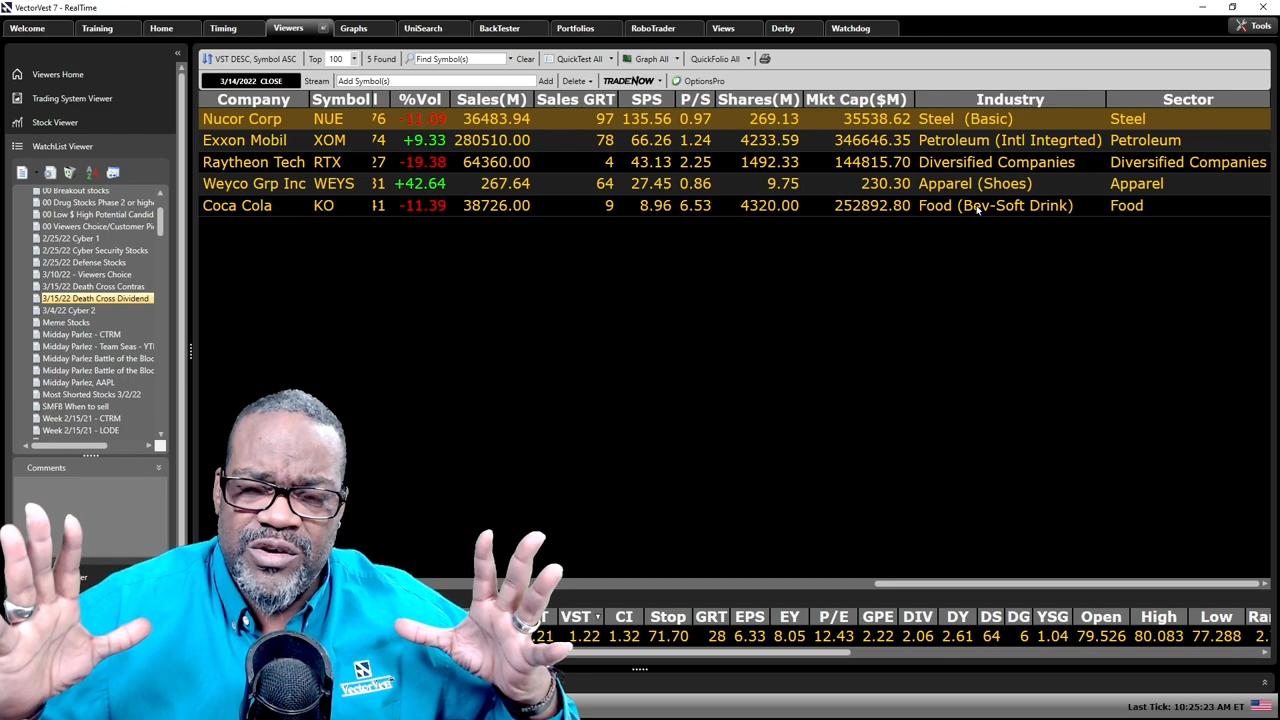 VectorVest 7 - RealTime
Welcome Training Home Timing Viewers Graphs UniSearch BackTester Portfolios RoboTrader Views Derby Watchdog Tools
VST DESC, Symbol ASC Top 100 5 Found Find Symbol(s) Clear QuickTest All Graph All QuickFolio All
3/14/2022 CLOSE Stream Add Symbol(s) Add Delete TRADENOW OptionsPro
Viewers Home
Trading System Viewer
Stock Viewer
WatchList Viewer
00 Breakout stocks
00 Drug Stocks Phase 2 or highe
00 Low $ High Potential Candid
00 Viewers Choice/Customer Pi
2/25/22 Cyber 1
2/25/22 Cyber Security Stocks
2/25/22 Defense Stocks
3/10/22 - Viewers Choice
3/15/22 Death Cross Contras
3/15/22 Death Cross Dividend
3/4/22 Cyber 2
Meme Stocks
Midday Parlez - CTRM
Midday Parlez - Team Seas - YTI
Midday Parlez Battle of the Bloc
Midday Parlez Battle of the Bloc
Midday Parlez, AAPL
Most Shorted Stocks 3/2/22
SMFB When to sell
Week 2/15/21 - CTRM
Week 2/15/21 - LODE
Comments
Company Symbol %Vol Sales(M) Sales GRT SPS P/S Shares(M) Mkt Cap($M) Industry Sector
Nucor Corp NUE 76 -11.09 36483.94 97 135.56 0.97 269.13 35538.62 Steel (Basic) Steel
Exxon Mobil XOM 74 +9.33 280510.00 78 66.26 1.24 4233.59 346646.35 Petroleum (Intl Integrted) Petroleum
Raytheon Tech RTX 27 -19.38 64360.00 4 43.13 2.25 1492.33 144815.70 Diversified Companies Diversified Companies
Weyco Grp Inc WEYS 31 +42.64 267.64 64 27.45 0.86 9.75 230.30 Apparel (Shoes) Apparel
Coca Cola KO 41 -11.39 38726.00 9 8.96 6.53 4320.00 252892.80 Food (Bev-Soft Drink) Food
VST CI Stop GRT EPS EY P/E GPE DIV DY DS DG YSG Open High Low
.21 1.22 1.32 71.70 28 6.33 8.05 12.43 2.22 2.06 2.61 64 6 1.04 79.526 80.083 77.288 2.
VectorVest
Last Tick: 10:25:23 AM ET